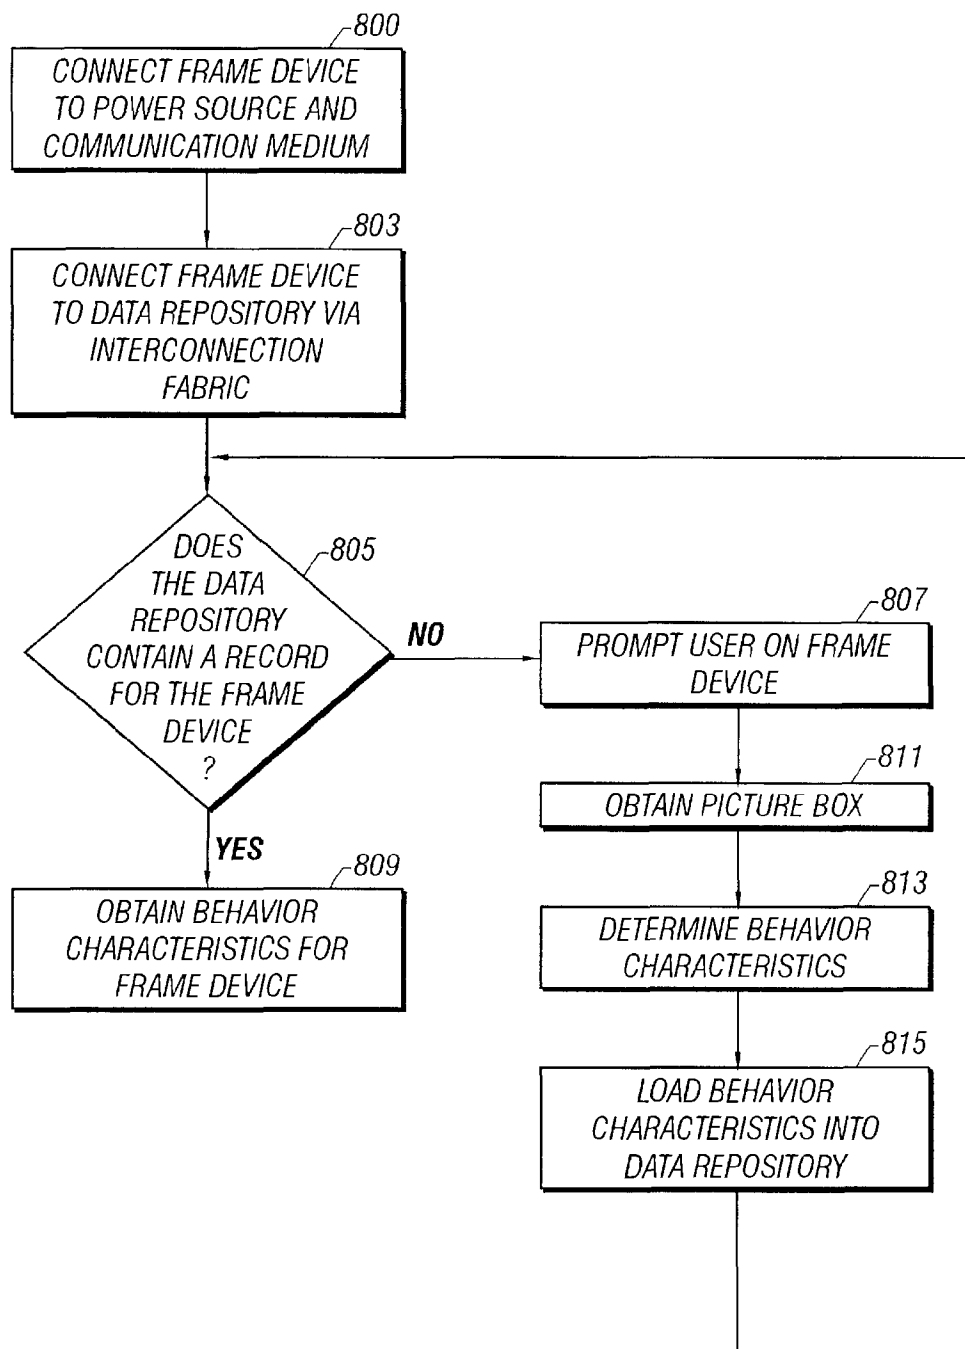 800
CONNECT FRAME DEVICE
TO POWER SOURCE AND
COMMUNICATION MEDIUM
803
CONNECT FRAME DEVICE
TO DATA REPOSITORY VIA
INTERCONNECTION
FABRIC
805
DOES
THE DATA
REPOSITORY
CONTAIN A RECORD
FOR THE FRAME
DEVICE
?
NO
YES
809
OBTAIN BEHAVIOR
CHARACTERISTICS FOR
FRAME DEVICE
807
PROMPT USER ON FRAME
DEVICE
811
OBTAIN PICTURE BOX
813
DETERMINE BEHAVIOR
CHARACTERISTICS
815
LOAD BEHAVIOR
CHARACTERISTICS INTO
DATA REPOSITORY